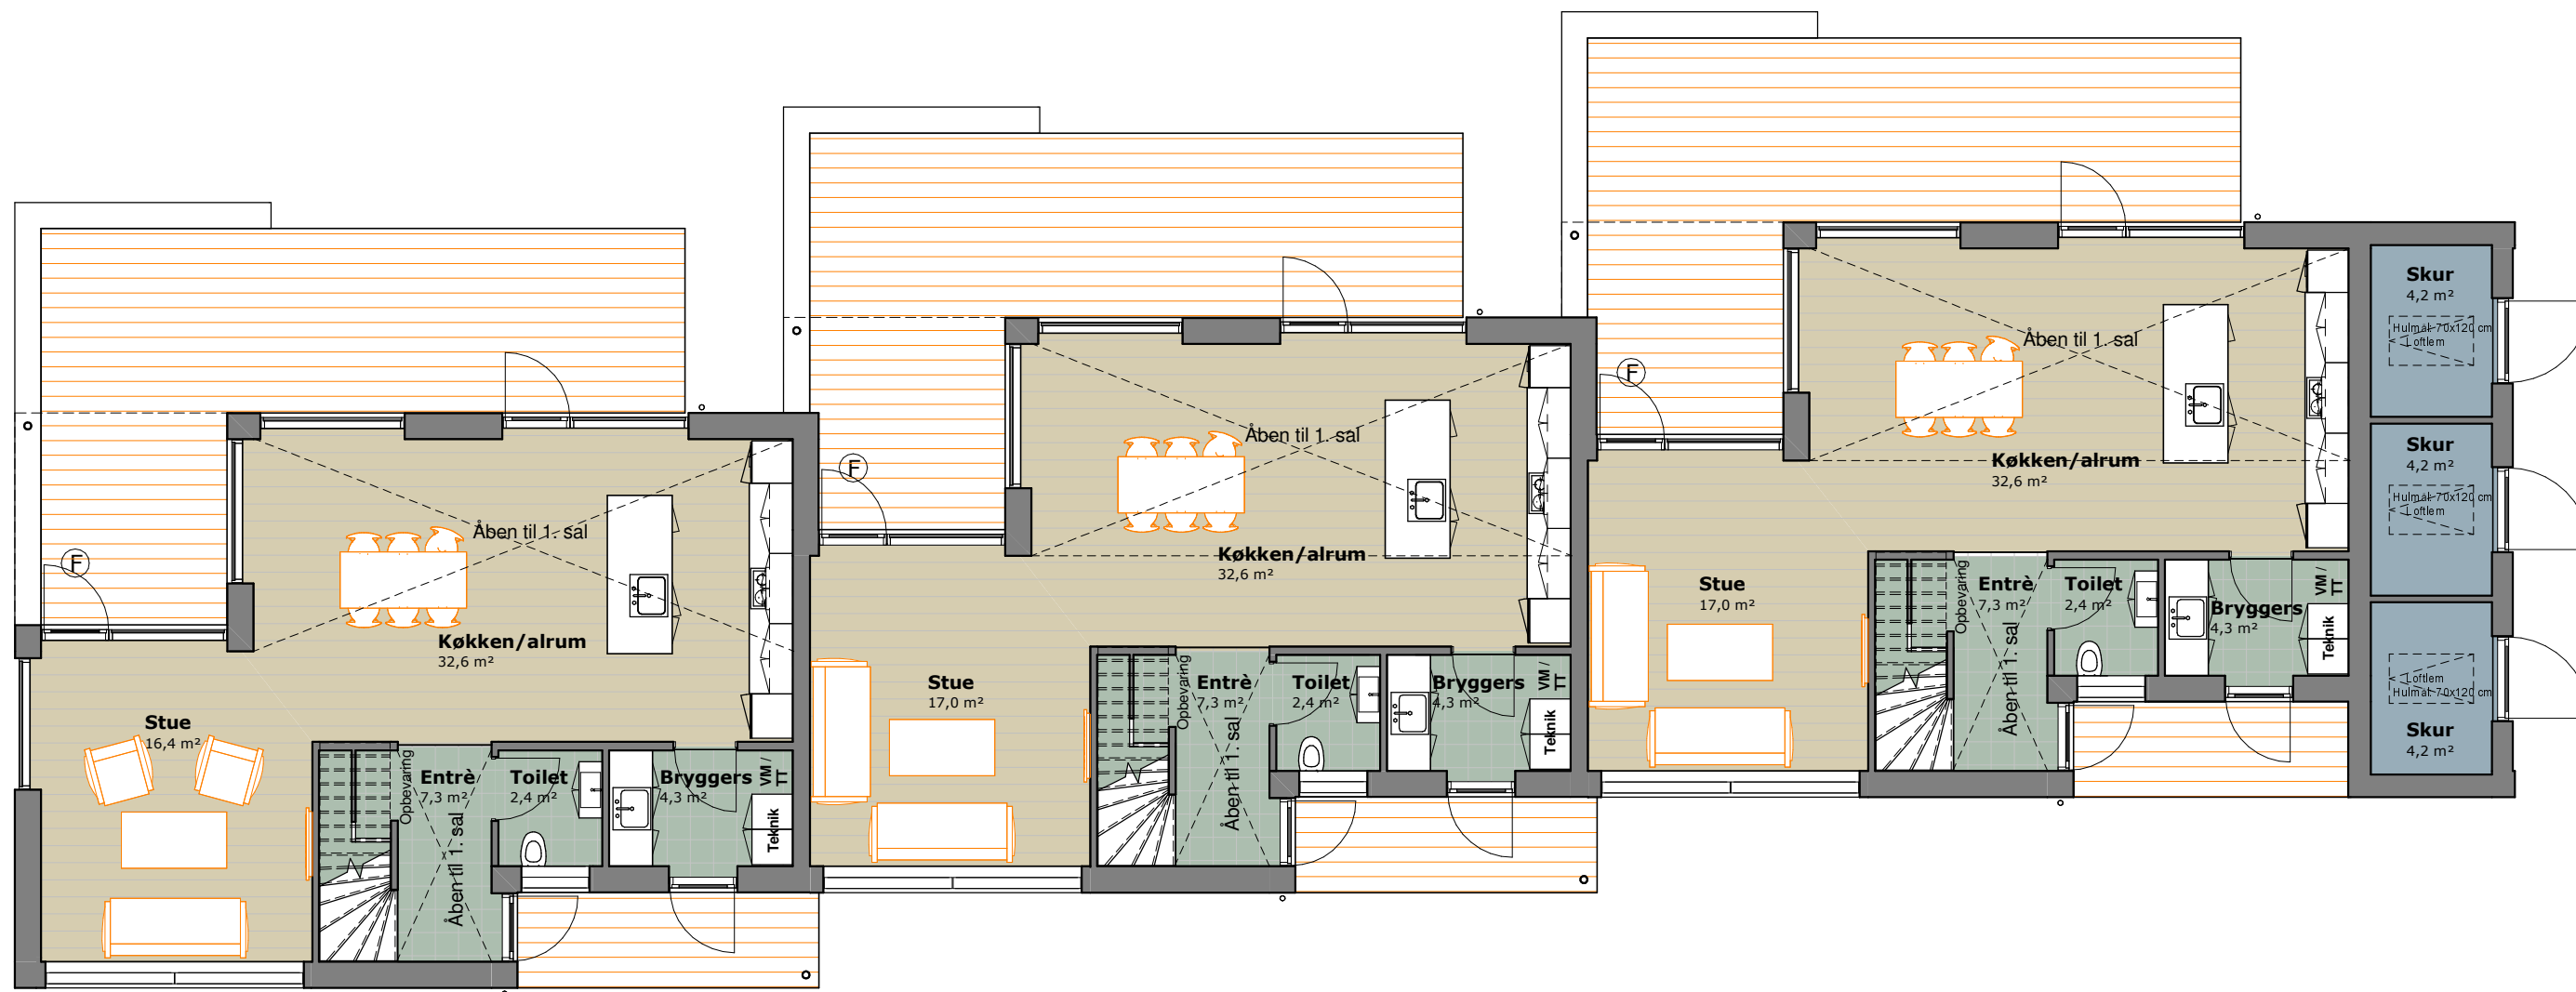 F
Åben til 1. sal
Køkken/alrum
32,6 m²
Stue
16,4 m²
Opbevaring
Entrè
7,3 m²
Åben til 1. sal
Toilet
2,4 m²
Bryggers
4,3 m²
VM /
TT
Teknik
F
Åben til 1. sal
Køkken/alrum
32,6 m²
Stue
17,0 m²
Opbevaring
Entrè
7,3 m²
Åben til 1. sal
Toilet
2,4 m²
Bryggers
4,3 m²
VM /
TT
Teknik
F
Åben til 1. sal
Køkken/alrum
32,6 m²
Stue
17,0 m²
Opbevaring
Entrè
7,3 m²
Åben til 1. sal
Toilet
2,4 m²
Bryggers
4,3 m²
VM /
TT
Teknik
Skur
4,2 m²
Hulmål 70x120 cm
Loftlem
Skur
4,2 m²
Hulmål 70x120 cm
Loftlem
Loftlem
Hulmål 70x120 cm
Skur
4,2 m²